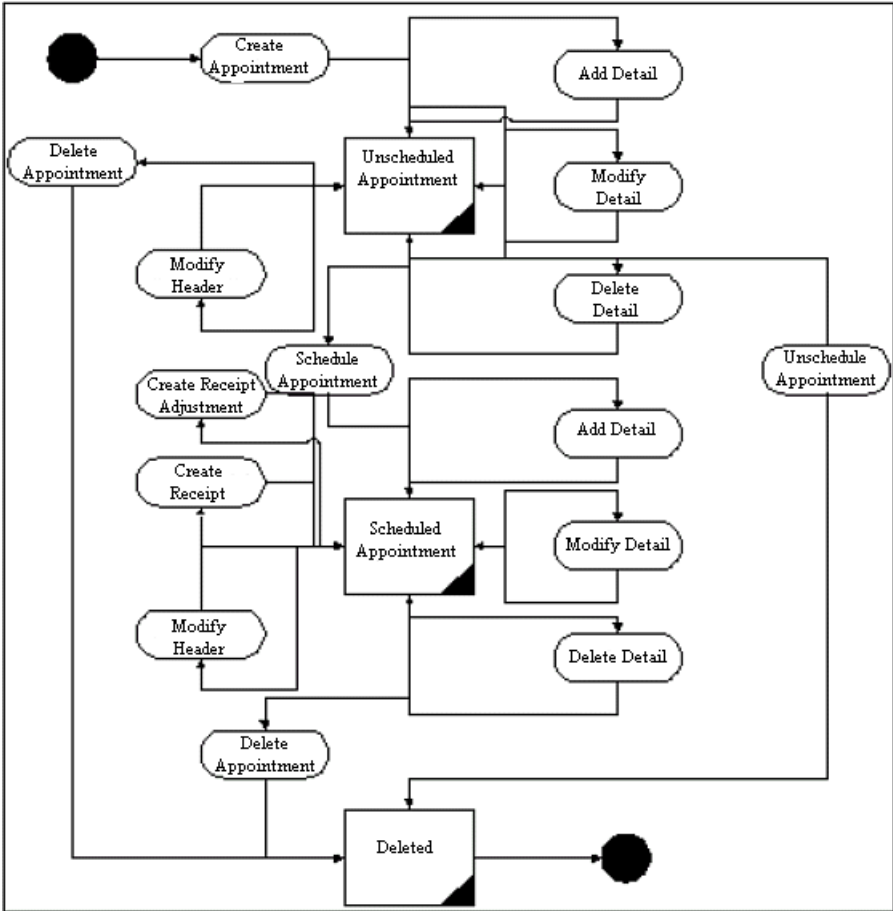 Create
Appointment
Add Detail
Delete
Appointment
Unscheduled
Appointment
Modify
Detail
Modify
Header
Delete
Detail
Schedule
Appointment
Unschedule
Appointment
Create Receipt
Adjustment
Add Detail
Create
Receipt
Scheduled
Appointment
Modify Detail
Modify
Header
Delete Detail
Delete
Appointment
Deleted